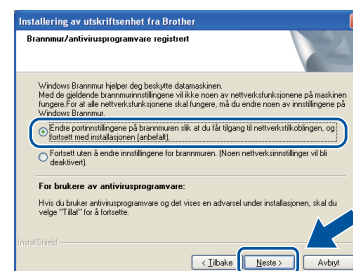 Installering av utskriftsenhet fra Brother
Brannmur/antivirusprogramvare registrert
Windows Brannmur hjelper deg beskytte datamaskinen.
Med de gjeldende brannmurinnstillingene vil ikke noen av nettverksfunksjonene på maskinen
fungere.For at alle nettverksfunksjonene skal fungere, må du endre noen av innstillingene på
Windows Brannmur.
Endre portinnstillingene på brannmuren slik at du får tilgang til nettverkstilkoblingen, og
fortsett med installasjonen (anbefalt).
Fortsett uten å endre innstillingene for brannmuren. (Noen nettverksinnstillinger vil bli
deaktivert).
For brukere av antivirusprogramvare:
Hvis du bruker antivirusprogramvare og det vises en advarsel under installasjonen, skal du
velge "Tillat" for å fortsette.
InstallShield
< Tilbake Neste > Avbryt